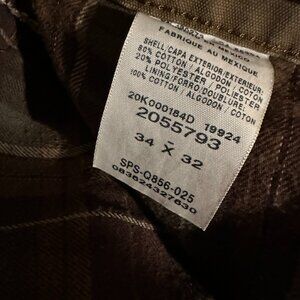 FABRIQUE AU MEXIQUE
SHELL/CAPA EXTERIOR/EXTERIEUR:
80% COTTON / ALGODON / COTON
20% POLYESTER / POLIESTER
LINING/FORRO/DOUBLURE
100% COTTON / ALGODON / COTON
20K000184D 19924
2055793
34 X 32
SPS-Q856-025
083624327630